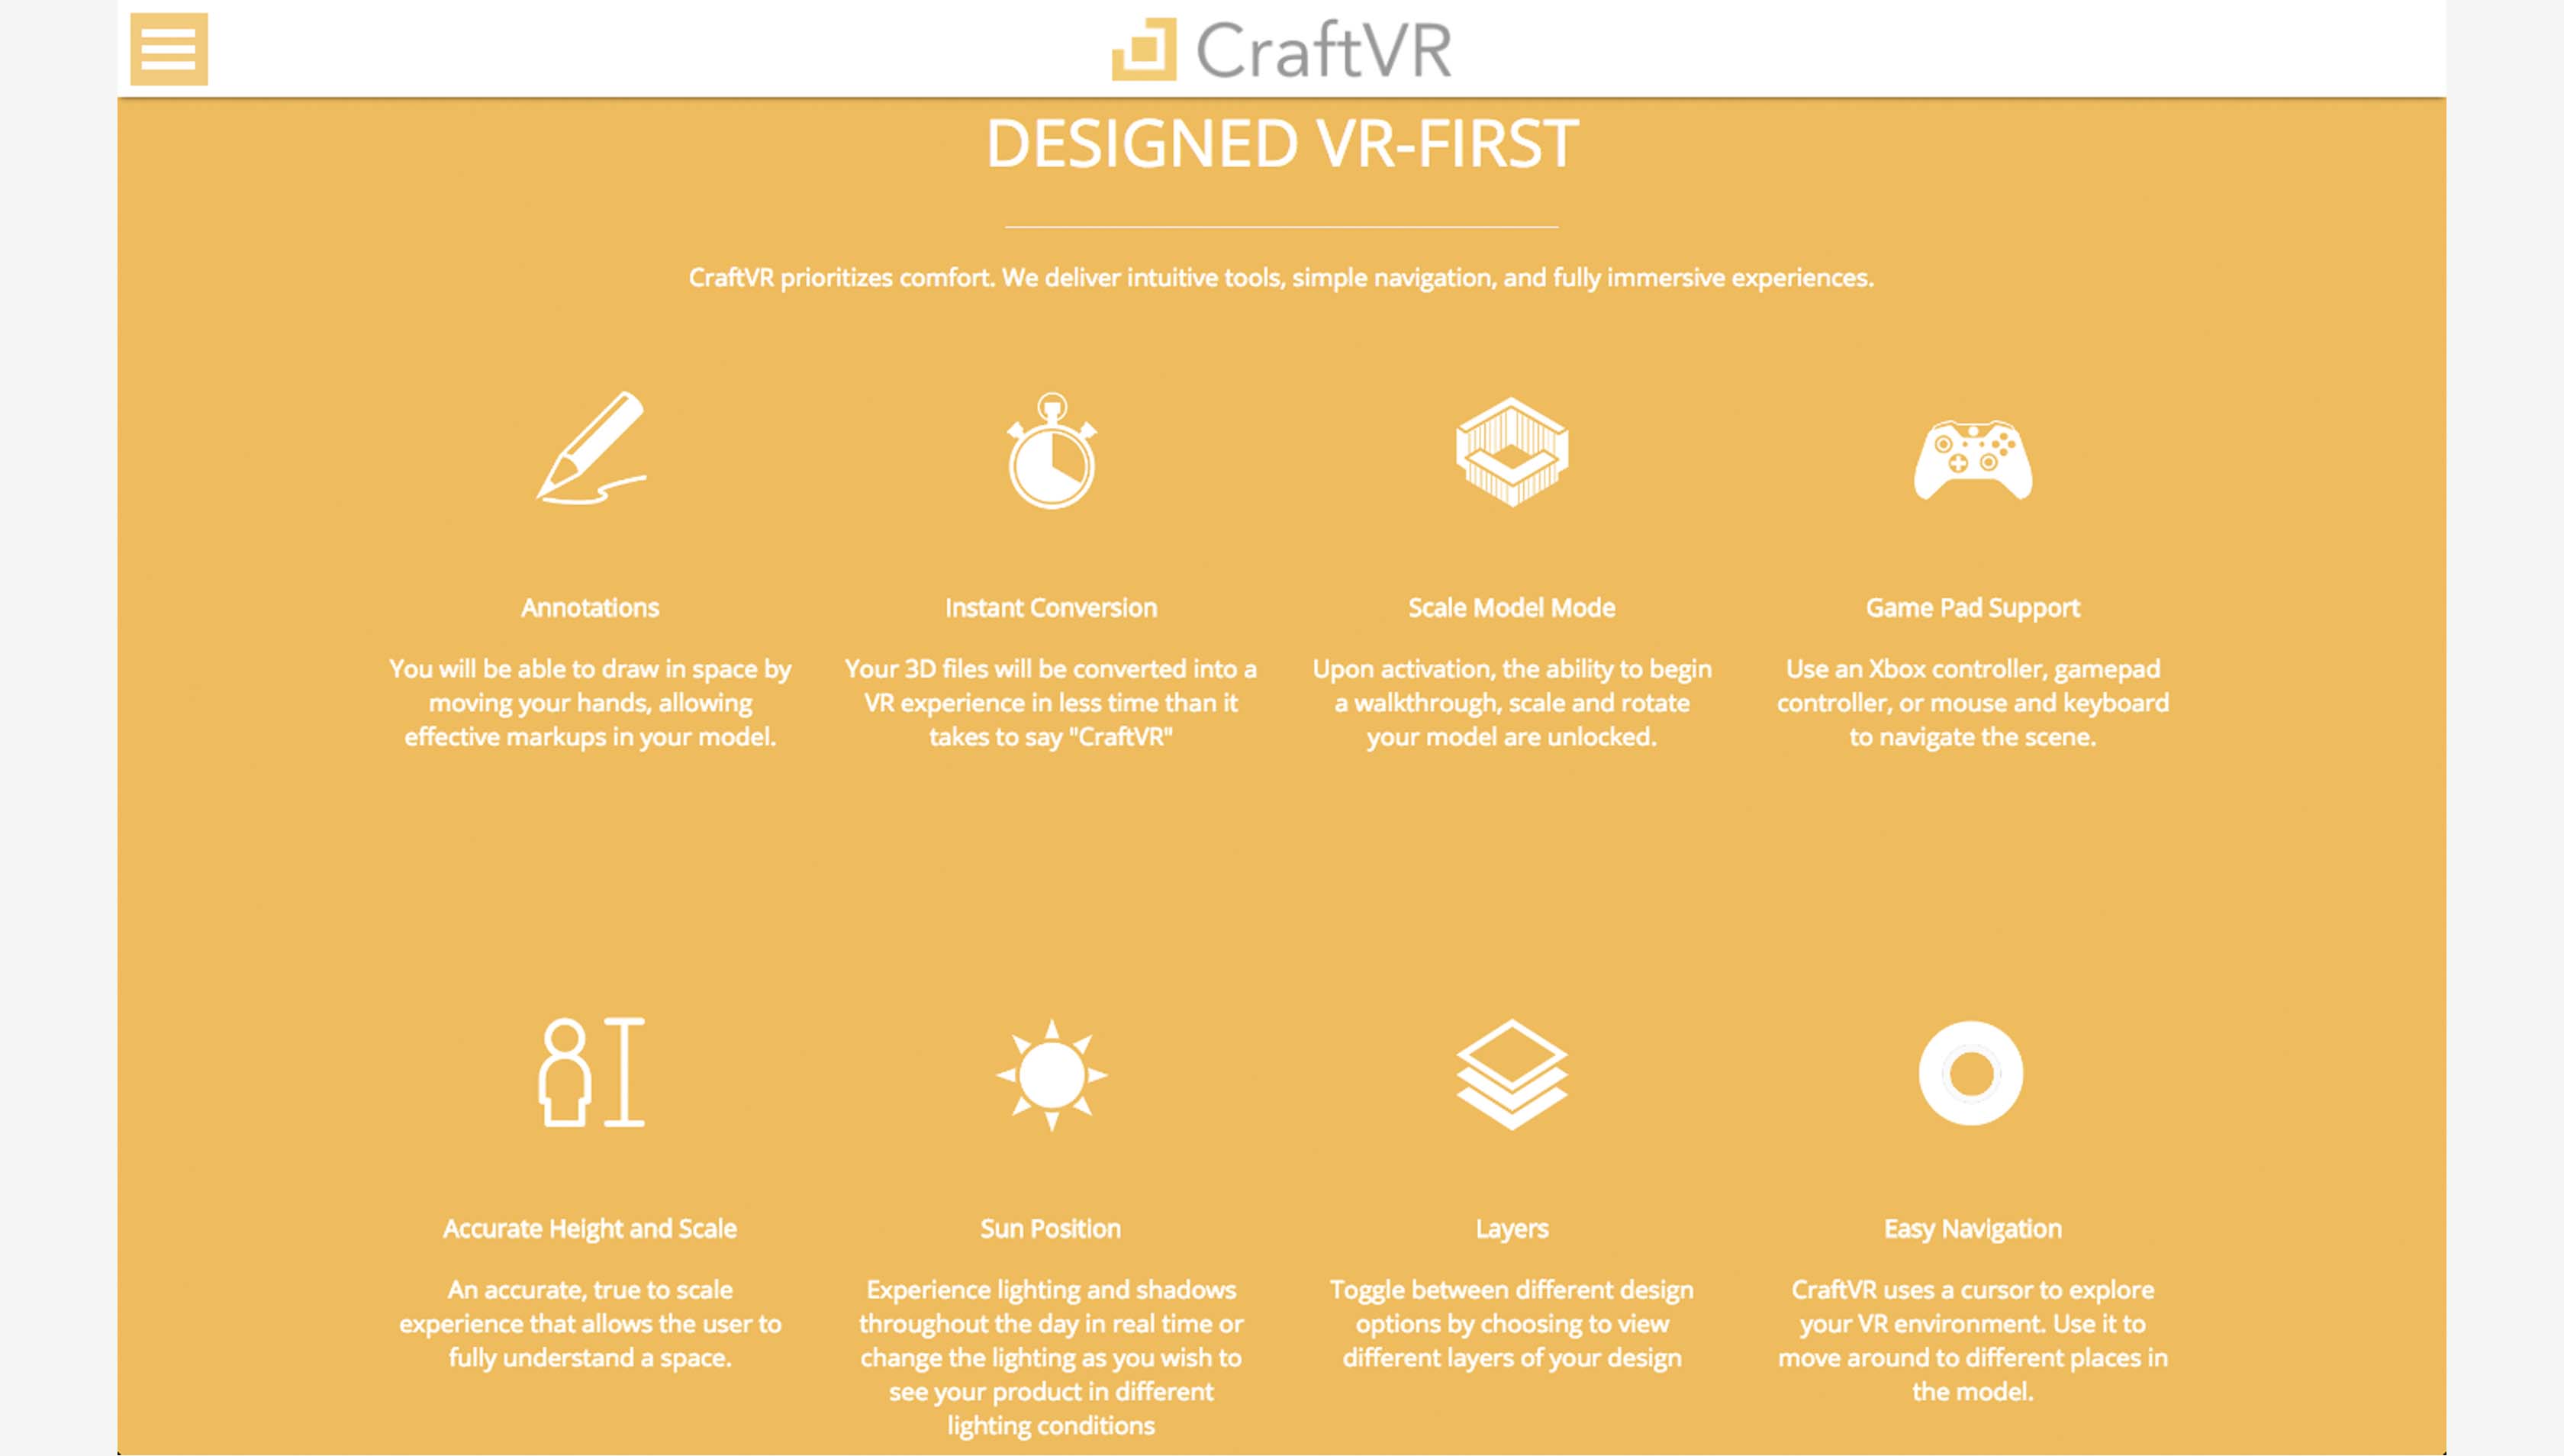 CraftVR
DESIGNED VR-FIRST
CraftVR prioritizes comfort. We deliver intuitive tools, simple navigation, and fully immersive experiences.
Annotations
You will be able to draw in space by
moving your hands, allowing
effective markups in your model.
Instant Conversion
Your 3D files will be converted into a
VR experience in less time than it
takes to say "CraftVR"
Scale Model Mode
Upon activation, the ability to begin
a walkthrough, scale and rotate
your model are unlocked.
Game Pad Support
Use an Xbox controller, gamepad
controller, or mouse and keyboard
to navigate the scene.
Accurate Height and Scale
An accurate, true to scale
experience that allows the user to
fully understand a space.
Sun Position
Experience lighting and shadows
throughout the day in real time or
change the lighting as you wish to
see your product in different
lighting conditions
Layers
Toggle between different design
options by choosing to view
different layers of your design
Easy Navigation
CraftVR uses a cursor to explore
your VR environment. Use it to
move around to different places in
the model.